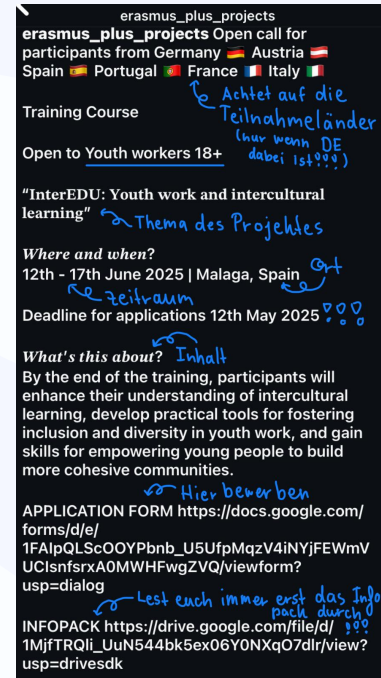 erasmus_plus_projects
erasmus_plus_projects Open call for
participants from Germany 🇩🇪 Austria 🇦🇹
Spain 🇪🇸 Portugal 🇵🇹 France 🇫🇷 Italy 🇮🇹
Achtet auf die
Teilnahmeländer
(nur wenn DE
dabei ist!!!)
Training Course
Open to Youth workers 18+
“InterEDU: Youth work and intercultural
learning”
Thema des Projektes
Where and when?
Ort
12th - 17th June 2025 | Malaga, Spain
Zeitraum
Deadline for applications 12th May 2025 !!!
What's this about? Inhalt
By the end of the training, participants will
enhance their understanding of intercultural
learning, develop practical tools for fostering
inclusion and diversity in youth work, and gain
skills for empowering young people to build
more cohesive communities.
Hier bewerben
APPLICATION FORM https://docs.google.com/
forms/d/e/
1FAIpQLScOOYPbnb_U5UfpMqzV4iNYjFEWmV
UCIsnfsrxA0MWHFwgZVQ/viewform?
usp=dialog
Lest euch immer erst das Info
pack durch !!!
INFOPACK https://drive.google.com/file/d/
1MjfTRQli_UuN544bk5ex06Y0NXqO7dlr/view?
usp=drivesdk